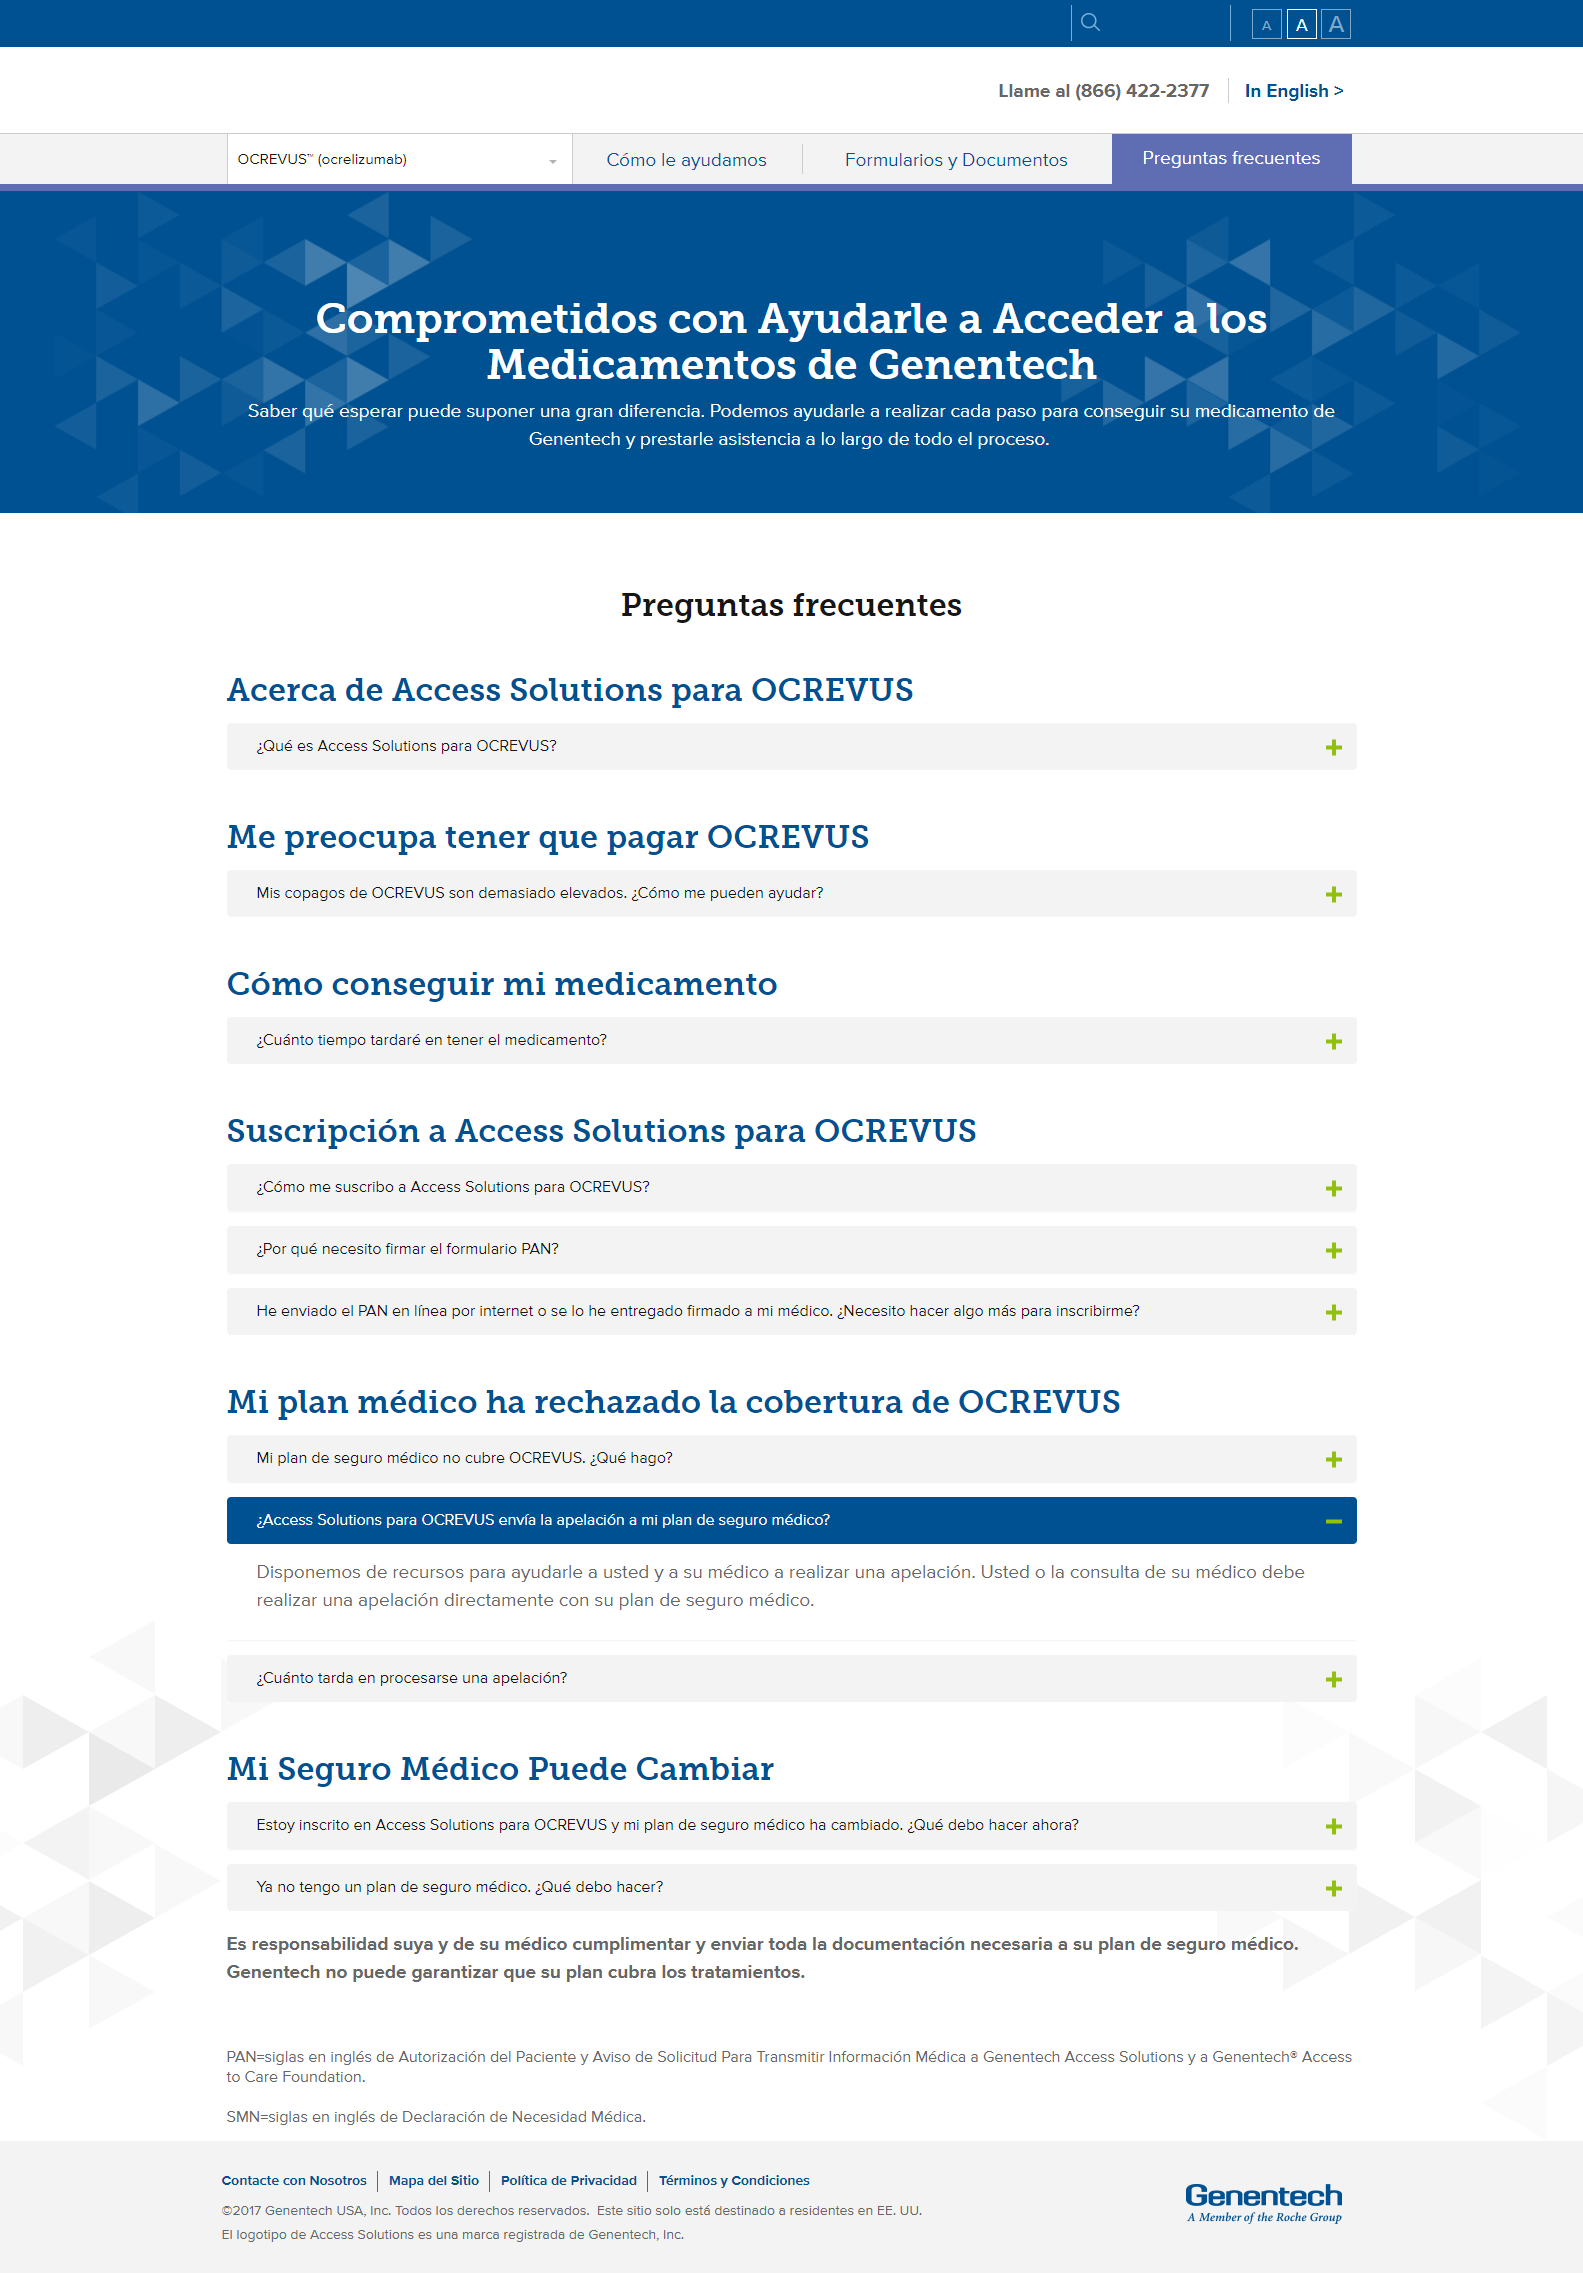 A A A
Llame al (866) 422-2377 In English >
OCREVUS™ (ocrelizumab) Cómo le ayudamos Formularios y Documentos Preguntas frecuentes
Comprometidos con Ayudarle a Acceder a los
Medicamentos de Genentech
Saber qué esperar puede suponer una gran diferencia. Podemos ayudarle a realizar cada paso para conseguir su medicamento de
Genentech y prestarle asistencia a lo largo de todo el proceso.
Preguntas frecuentes
Acerca de Access Solutions para OCREVUS
¿Qué es Access Solutions para OCREVUS?
Me preocupa tener que pagar OCREVUS
Mis copagos de OCREVUS son demasiado elevados. ¿Cómo me pueden ayudar?
Cómo conseguir mi medicamento
¿Cuánto tiempo tardaré en tener el medicamento?
Suscripción a Access Solutions para OCREVUS
¿Cómo me suscribo a Access Solutions para OCREVUS?
¿Por qué necesito firmar el formulario PAN?
He enviado el PAN en línea por internet o se lo he entregado firmado a mi médico. ¿Necesito hacer algo más para inscribirme?
Mi plan médico ha rechazado la cobertura de OCREVUS
Mi plan de seguro médico no cubre OCREVUS. ¿Qué hago?
¿Access Solutions para OCREVUS envía la apelación a mi plan de seguro médico?
Disponemos de recursos para ayudarle a usted y a su médico a realizar una apelación. Usted o la consulta de su médico debe
realizar una apelación directamente con su plan de seguro médico.
¿Cuánto tarda en procesarse una apelación?
Mi Seguro Médico Puede Cambiar
Estoy inscrito en Access Solutions para OCREVUS y mi plan de seguro médico ha cambiado. ¿Qué debo hacer ahora?
Ya no tengo un plan de seguro médico. ¿Qué debo hacer?
Es responsabilidad suya y de su médico cumplimentar y enviar toda la documentación necesaria a su plan de seguro médico.
Genentech no puede garantizar que su plan cubra los tratamientos.
PAN=siglas en inglés de Autorización del Paciente y Aviso de Solicitud Para Transmitir Información Médica a Genentech Access Solutions y a Genentech® Access
to Care Foundation.
SMN=siglas en inglés de Declaración de Necesidad Médica.
Contacte con Nosotros Mapa del Sitio Política de Privacidad Términos y Condiciones
©2017 Genentech USA, Inc. Todos los derechos reservados. Este sitio solo está destinado a residentes en EE. UU.
El logotipo de Access Solutions es una marca registrada de Genentech, Inc.
Genentech
A Member of the Roche Group